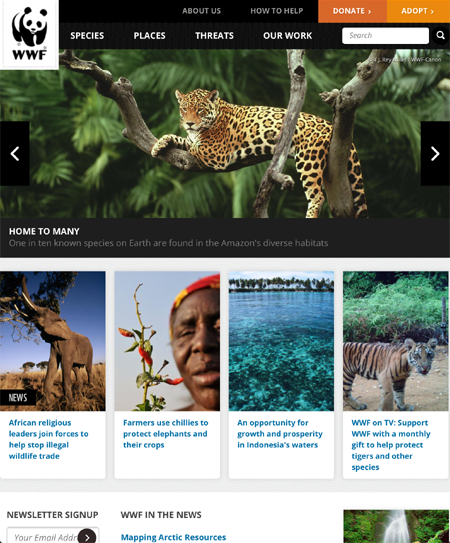 ABOUT US HOW TO HELP DONATE › ADOPT ›
WWF
SPECIES PLACES THREATS OUR WORK Search
HOME TO MANY
One in ten known species on Earth are found in the Amazon's diverse habitats
NEWS
African religious
leaders join forces to
help stop illegal
wildlife trade
Farmers use chillies to
protect elephants and
their crops
An opportunity for
growth and prosperity
in Indonesia's waters
WWF on TV: Support
WWF with a monthly
gift to help protect
tigers and other
species
NEWSLETTER SIGNUP
Your Email Addr
WWF IN THE NEWS
Mapping Arctic Resources